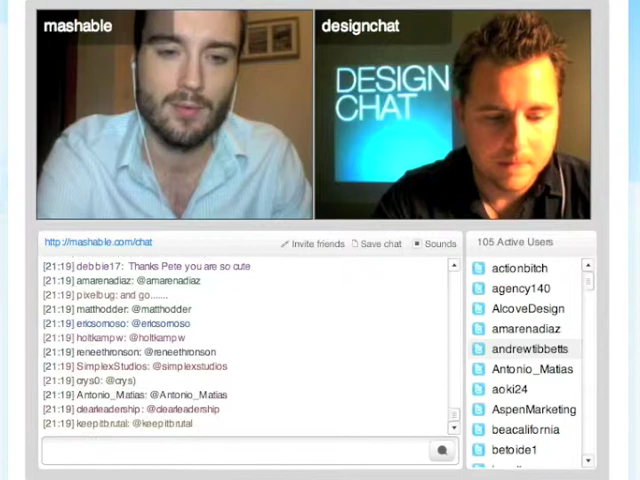 mashable
designchat
DESIGN
CHAT
http://mashable.com/chat
Invite friends
Save chat
Sounds
105 Active Users
[21:19] debbie17: Thanks Pete you are so cute
[21:19] amarenadiaz: @amarenadiaz
[21:19] pixelbug: and go......
[21:19] matthodder: @matthodder
[21:19] ericsomoso: @ericsomoso
[21:19] holtkampw: @holtkampw
[21:19] reneethronson: @reneethronson
[21:19] SimplexStudios: @simplexstudios
[21:19] crys0: @crys)
[21:19] Antonio_Matias: @Antonio_Matias
[21:19] clearleadership: @clearleadership
[21:19] keepitbrutal: @keepitbrutal
actionbitch
agency140
AlcoveDesign
amarenadiaz
andrewtibbetts
Antonio_Matias
aoki24
AspenMarketing
beacalifornia
betoide1